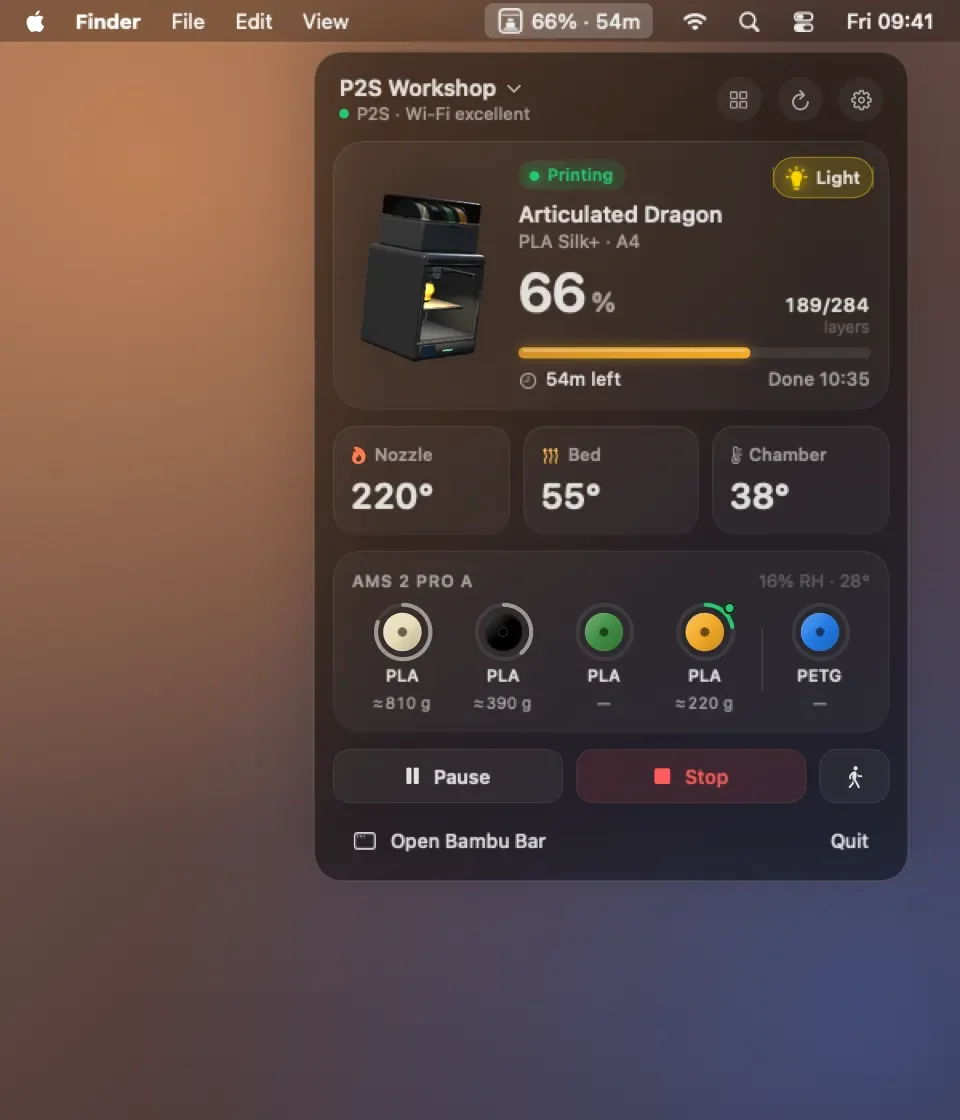 Finder File Edit View 66% · 54m Fri 09:41
P2S Workshop
P2S · Wi-Fi excellent
Printing
Light
Articulated Dragon
PLA Silk+ · A4
66 %
189/284
layers
54m left Done 10:35
Nozzle Bed Chamber
220° 55° 38°
AMS 2 PRO A 16% RH · 28°
PLA PLA PLA PLA PETG
≈810 g ≈390 g — ≈220 g —
Pause Stop
Open Bambu Bar Quit